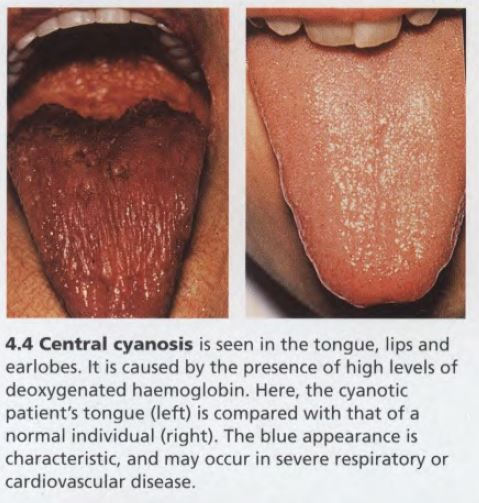 4.4 Central cyanosis is seen in the tongue, lips and
earlobes. It is caused by the presence of high levels of
deoxygenated haemoglobin. Here, the cyanotic
patient's tongue (left) is compared with that of a
normal individual (right). The blue appearance is
characteristic, and may occur in severe respiratory or
cardiovascular disease.